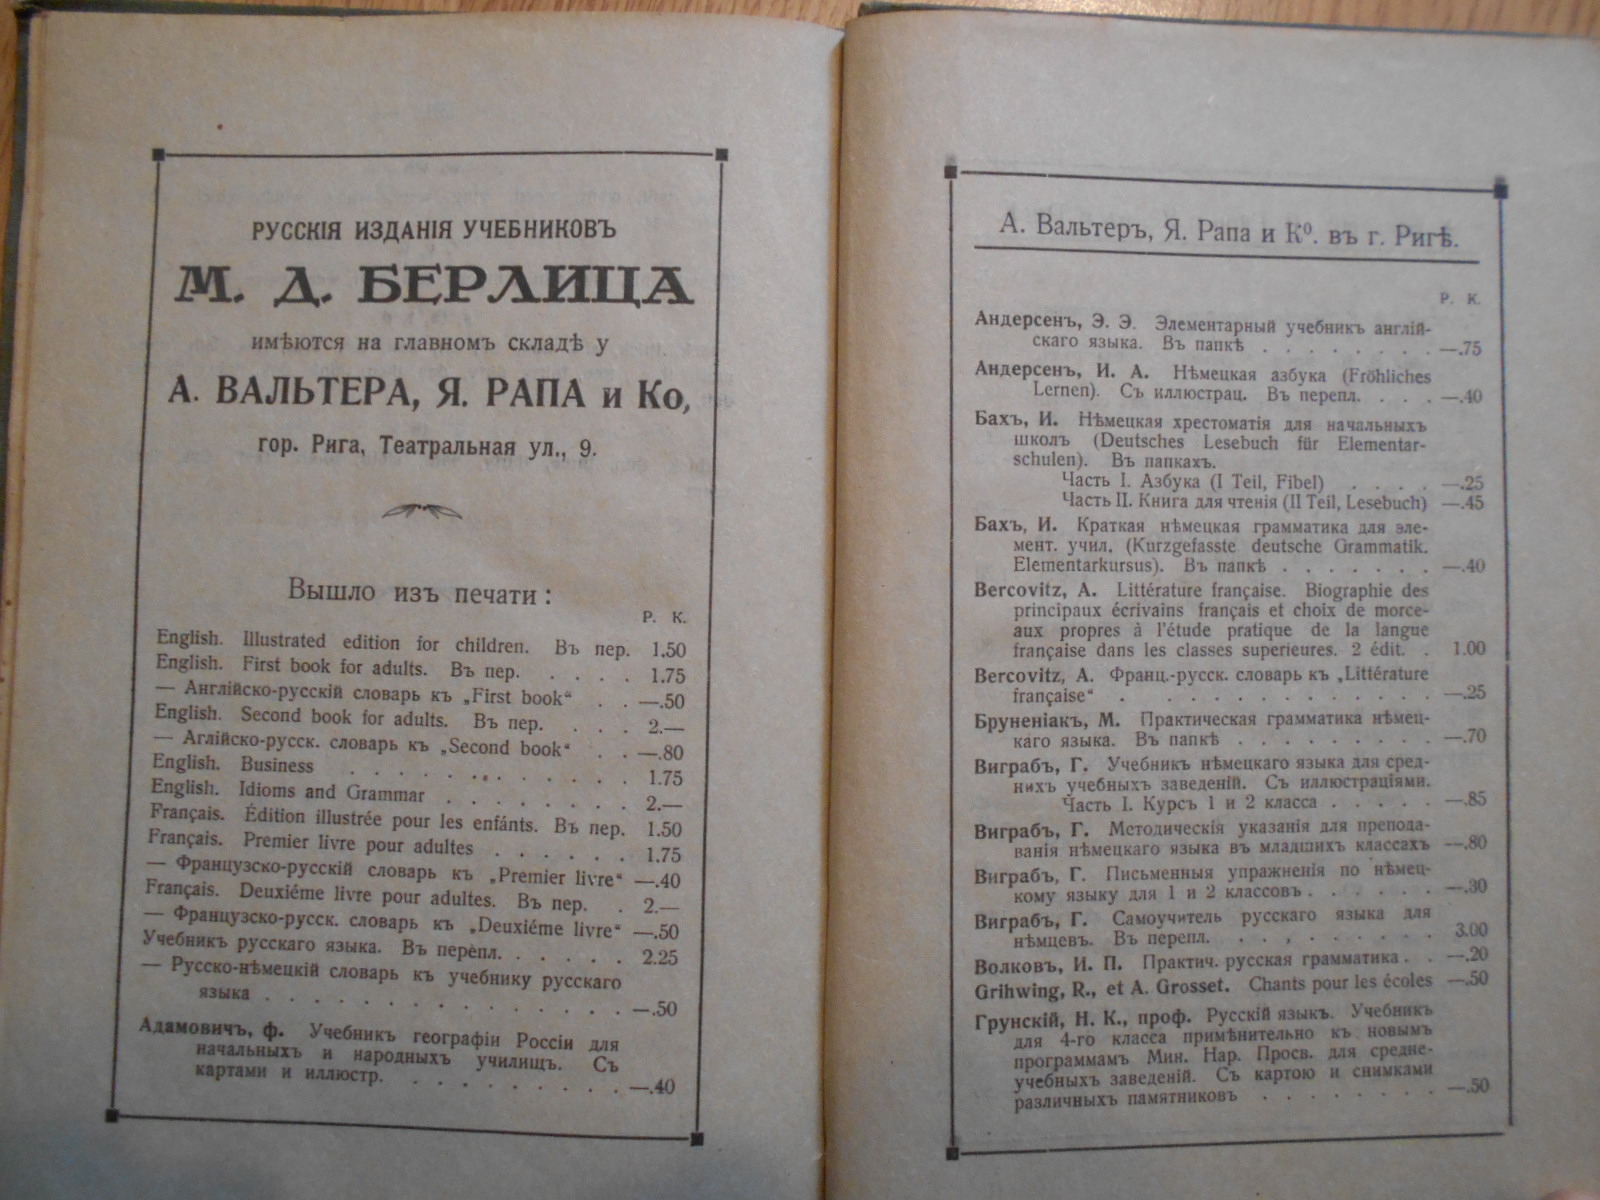 РУССКІЯ ИЗДАНІЯ УЧЕБНИКОВЪ
М. Д. БЕРЛИЦА
имѣются на главномъ складѣ у
А. ВАЛЬТЕРА, Я. РАПА и Ко,
гор. Рига, Театральная ул., 9.
Вышло изъ печати:
Р. К.
English. Illustrated edition for children. Въ пер. 1.50
English. First book for adults. Въ пер. . . . . 1.75
— Англійско-русскій словарь къ „First book“ . . —.50
English. Second book for adults. Въ пер. . . . 2.—
— Аглійско-русск. словарь къ „Second book“ . . —.80
English. Business . . . . . . . . . . . . 1.75
English. Idioms and Grammar . . . . . . . . 2.—
Français. Édition illustrée pour les enfánts. Въ пер. 1.50
Français. Premier livre pour adultes . . . . . . 1.75
— Французско-русскій словарь къ „Premier livre“ —.40
Français. Deuxiéme livre pour adultes. Въ пер. . 2.—
— Французско-русск. словарь къ „Deuxiéme livre“ —.50
Учебникъ русскаго языка. Въ перепл. . . . . . 2.25
— Русско-нѣмецкій словарь къ учебнику русскаго
языка . . . . . . . . . . . . . . —.50
Адамовичъ, ф. Учебникъ географіи Россіи для
начальныхъ и народныхъ училищъ. Съ
картами и иллюстр. . . . . . . . . —.40
А. Вальтеръ, Я. Рапа и Ко. въ г. Ригѣ.
Р. К.
Андерсенъ, Э. Э. Элементарный учебникъ англій-
скаго языка. Въ папкѣ . . . . . . . . —.75
Андерсенъ, И. А. Нѣмецкая азбука (Fröhliches
Lernen). Съ иллюстрац. Въ перепл. . . . —.40
Бахъ, И. Нѣмецкая хрестоматія для начальныхъ
школъ (Deutsches Lesebuch für Elementar-
schulen). Въ папкахъ.
Часть I. Азбука (I Teil, Fibel) . . . . —.25
Часть II. Книга для чтенія (II Teil, Lesebuch) —.45
Бахъ, И. Краткая нѣмецкая грамматика для эле-
мент. учил. (Kurzgefasste deutsche Grammatik.
Elementarkursus). Въ папкѣ . . . . . . . —.40
Bercovitz, A. Littérature française. Biographie des
principaux écrivains français et choix de morce-
aux propres à l'étude pratique de la langue
française dans les classes superieures. 2 édit. . 1.00
Bercovitz, A. Франц.-русск. словарь къ „Littérature
française“ . . . . . . . . . . . . . —.25
Бруненіакъ, М. Практическая грамматика нѣмец-
каго языка. Въ папкѣ . . . . . . . . . —.70
Виграбъ, Г. Учебникъ нѣмецкаго языка для сред-
нихъ учебныхъ заведеній. Съ иллюстраціями.
Часть I. Курсъ 1 и 2 класса . . . . . —.85
Виграбъ, Г. Методическія указанія для препода-
ванія нѣмецкаго языка въ младшихъ классахъ —.80
Виграбъ, Г. Письменныя упражненія по нѣмец-
кому языку для 1 и 2 классовъ . . . . . . —.30
Виграбъ, Г. Самоучитель русскаго языка для
нѣмцевъ. Въ перепл. . . . . . . . . . 3.00
Волковъ, И. П. Практич. русская грамматика . . —.20
Grihwing, R., et A. Grosset. Chants pour les écoles —.50
Грунскій, Н. К., проф. Русскій языкъ. Учебникъ
для 4-го класса примѣнительно къ новымъ
программамъ Мин. Нар. Просв. для средне-
учебныхъ заведеній. Съ картою и снимками
различныхъ памятниковъ . . . . . . . . —.50